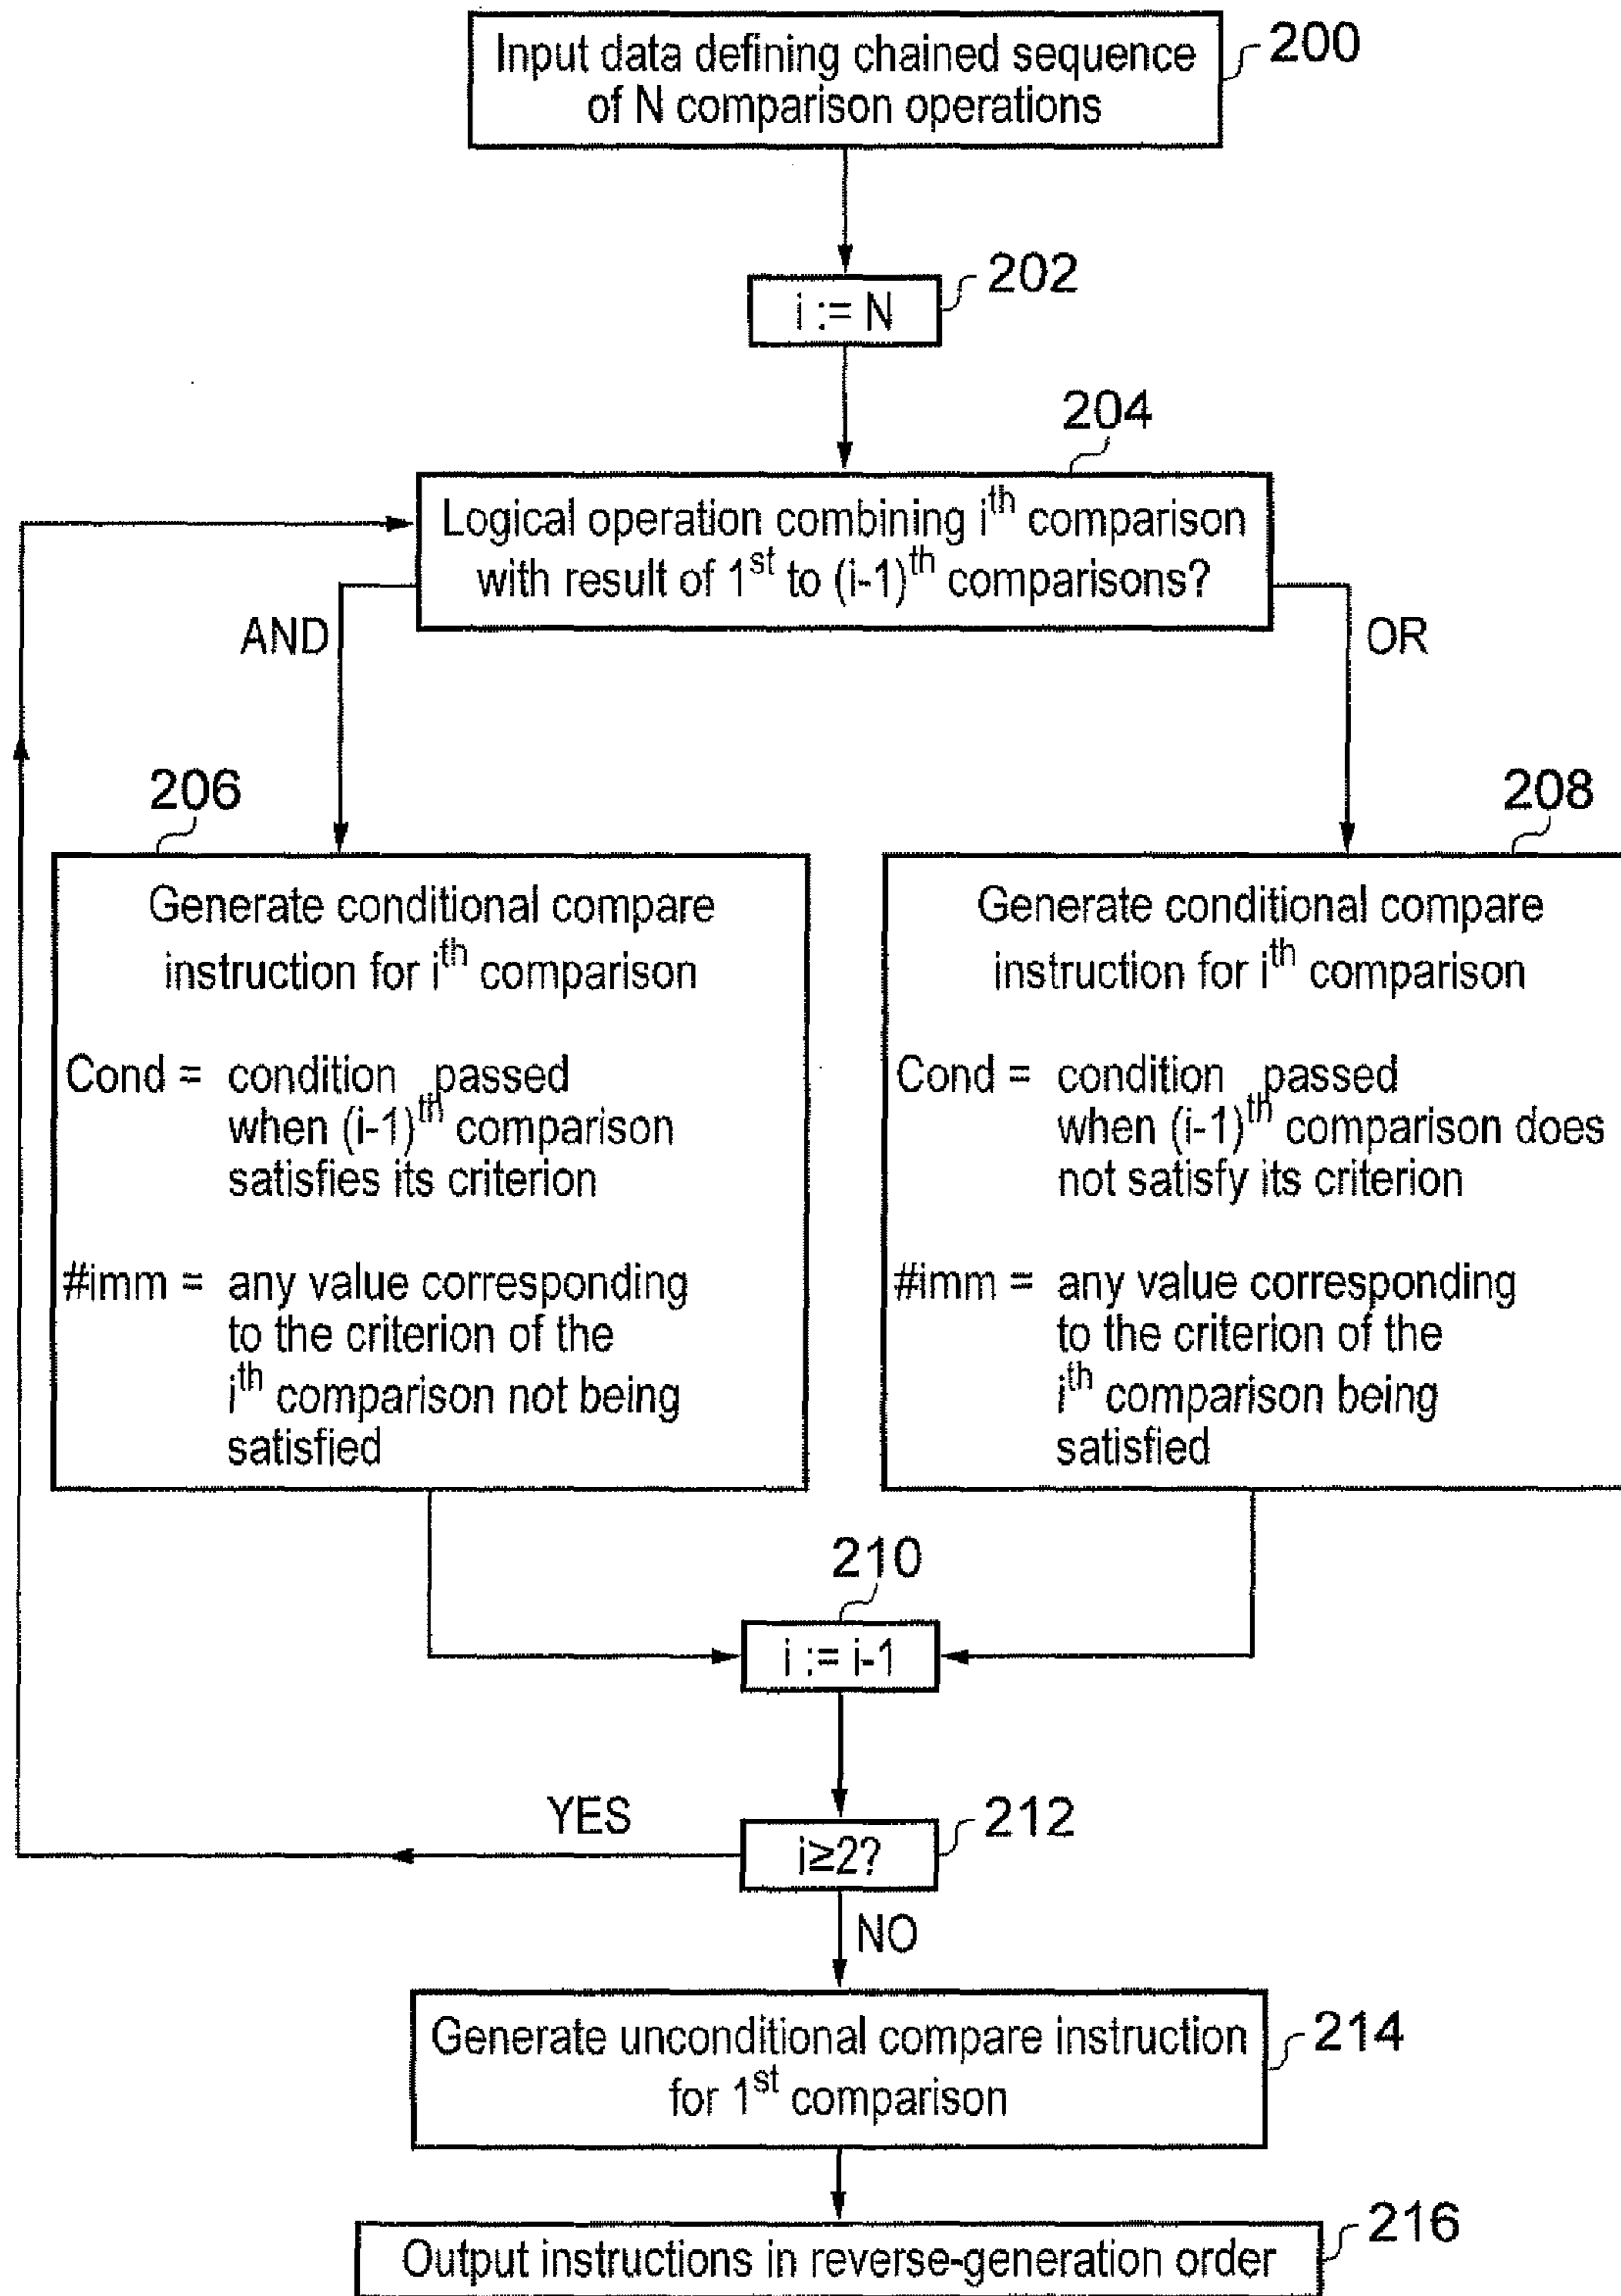 Input data defining chained sequence
of N comparison operations
200
202
i := N
204
Logical operation combining i^th comparison
with result of 1^st to (i-1)^th comparisons?
AND
OR
206
208
Generate conditional compare
instruction for i^th comparison
Cond = condition passed
when (i-1)^th comparison
satisfies its criterion
#imm = any value corresponding
to the criterion of the
i^th comparison not being
satisfied
Generate conditional compare
instruction for i^th comparison
Cond = condition passed
when (i-1)^th comparison does
not satisfy its criterion
#imm = any value corresponding
to the criterion of the
i^th comparison being
satisfied
210
i := i-1
212
YES
i≥2?
NO
Generate unconditional compare instruction
for 1^st comparison
214
216
Output instructions in reverse-generation order